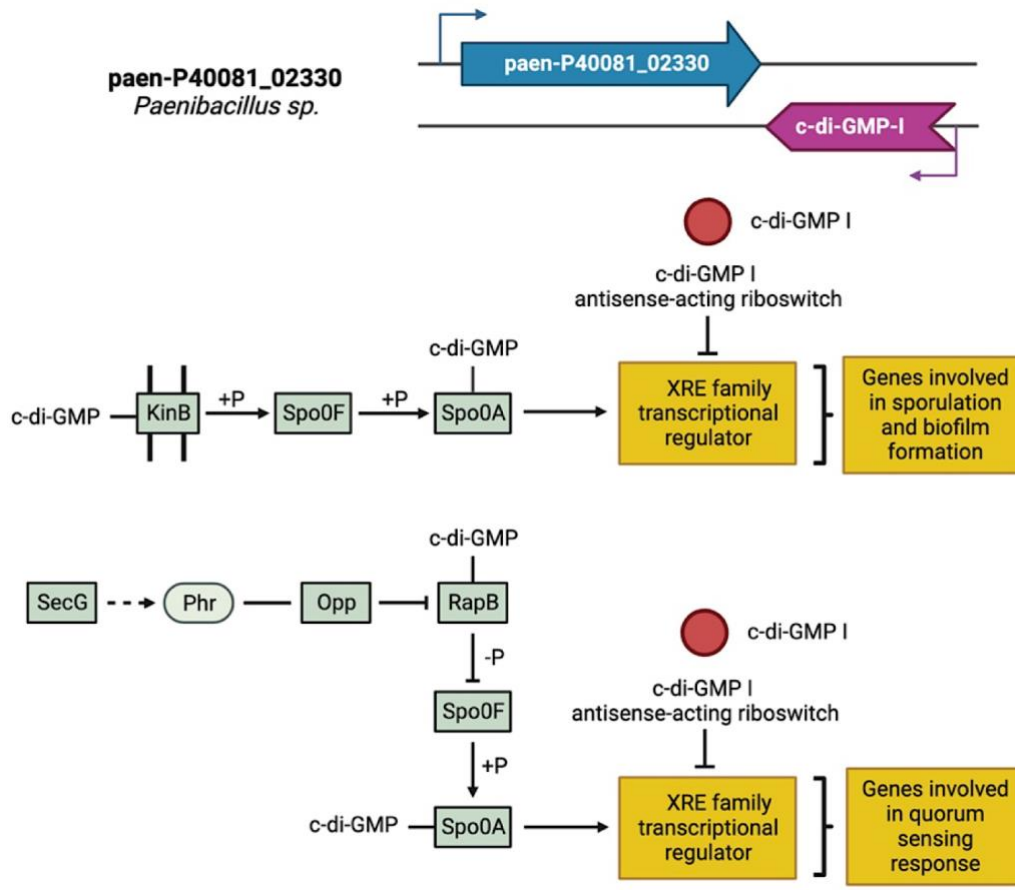 paen-P40081_02330
Paenibacillus sp.
paen-P40081_02330
c-di-GMP-I
c-di-GMP I
c-di-GMP I
antisense-acting riboswitch
c-di-GMP
c-di-GMP
KinB
+P
Spo0F
+P
Spo0A
XRE family
transcriptional
regulator
Genes involved
in sporulation
and biofilm
formation
c-di-GMP
SecG
Phr
Opp
RapB
-P
Spo0F
+P
c-di-GMP
Spo0A
c-di-GMP I
c-di-GMP I
antisense-acting riboswitch
XRE family
transcriptional
regulator
Genes involved
in quorum
sensing
response